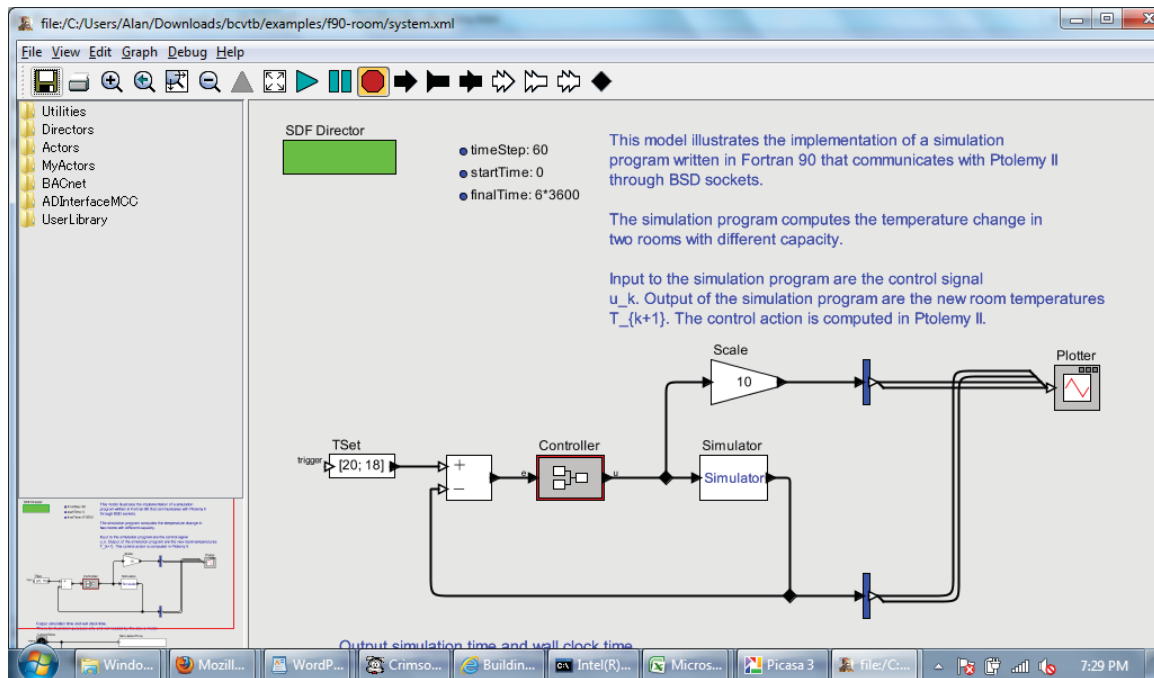 file:/C:/Users/Alan/Downloads/bcvtb/examples/f90-room/system.xml
File View Edit Graph Debug Help
Utilities
Directors
Actors
MyActors
BACnet
ADInterfaceMCC
UserLibrary
SDF Director
timeStep: 60
startTime: 0
finalTime: 6*3600
This model illustrates the implementation of a simulation
program written in Fortran 90 that communicates with Ptolemy II
through BSD sockets.
The simulation program computes the temperature change in
two rooms with different capacity.
Input to the simulation program are the control signal
u_k. Output of the simulation program are the new room temperatures
T_{k+1}. The control action is computed in Ptolemy II.
Scale
10
Plotter
TSet
trigger
[20; 18]
+
−
e
Controller
u
Simulator
Simulator
Output simulation time and wall clock time
Windo...
Mozill...
WordP...
Crimso...
Buildin...
Intel(R)...
Micros...
Picasa 3
file:/C:...
7:29 PM